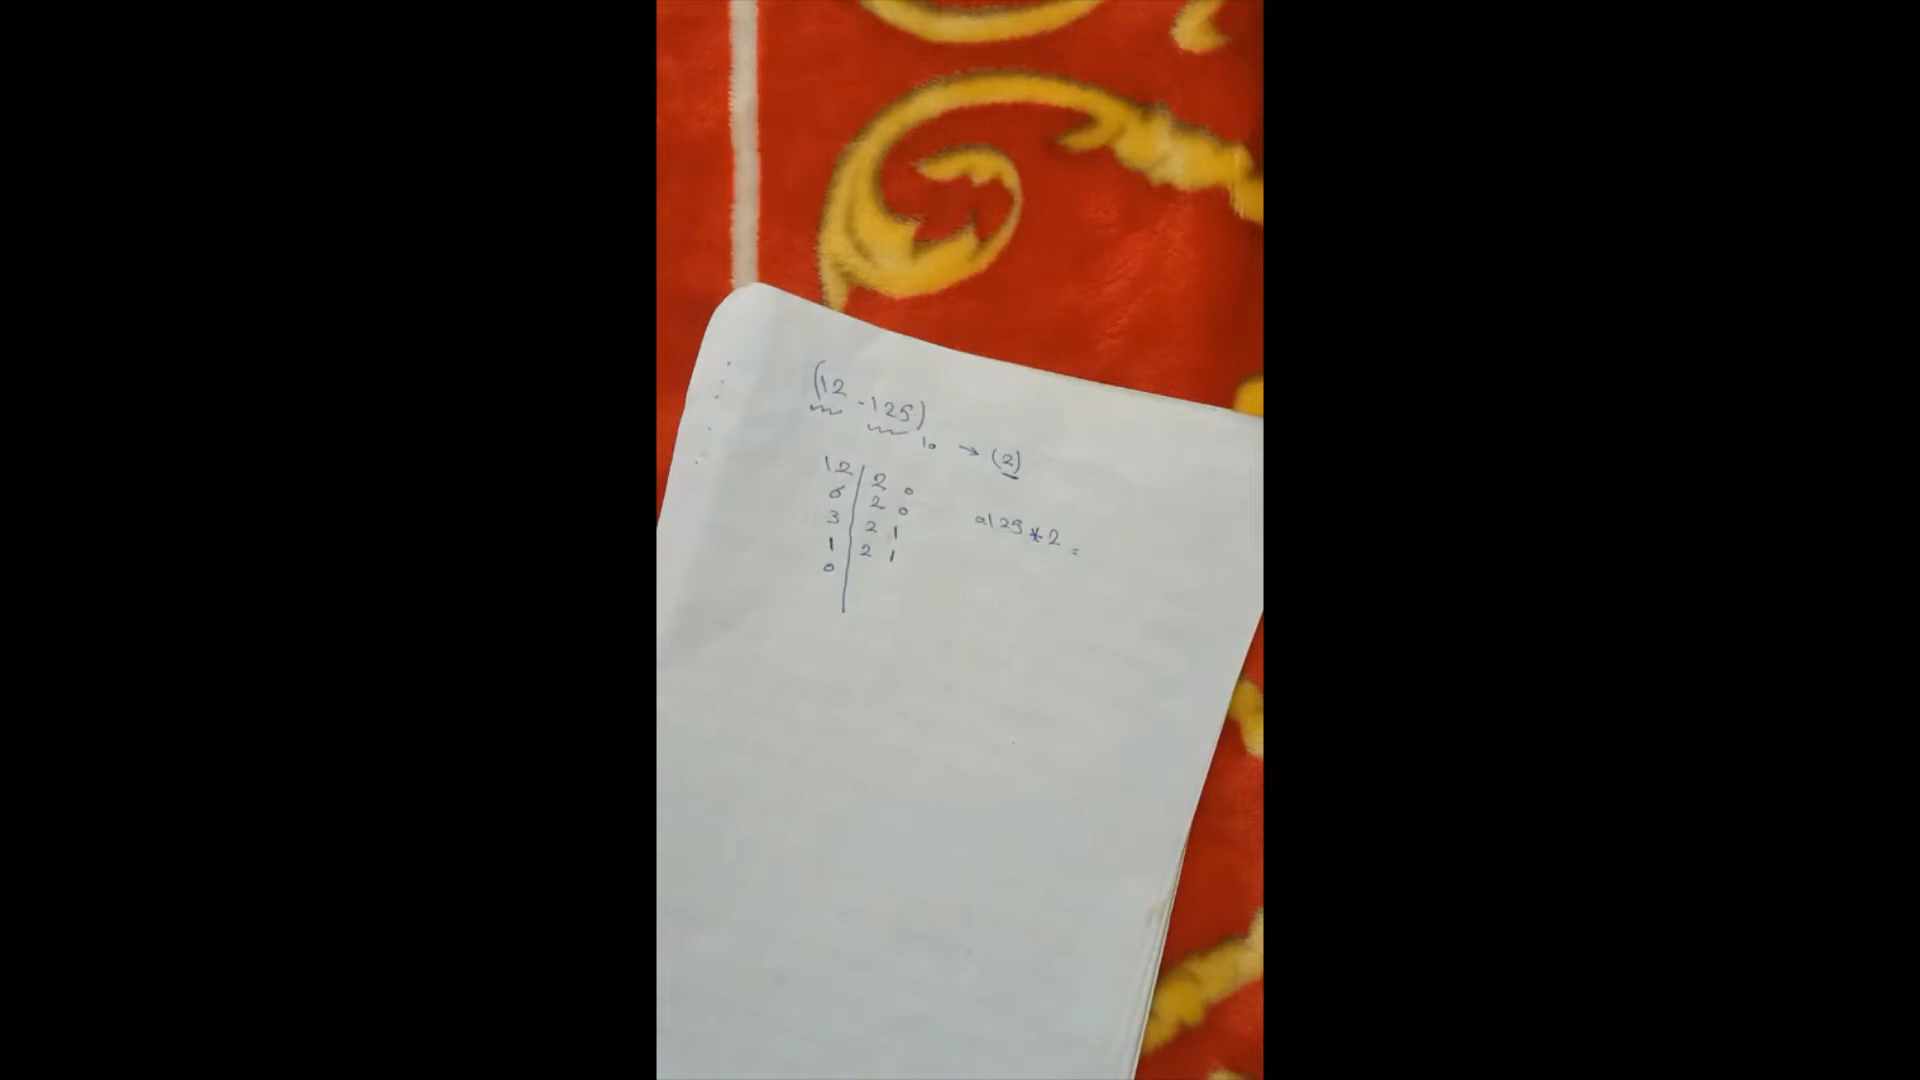 (12 .125)10 → (2)
12 | 2 0
6 | 2 0
3 | 2 1
1 | 2 1
0
0.125*2 =